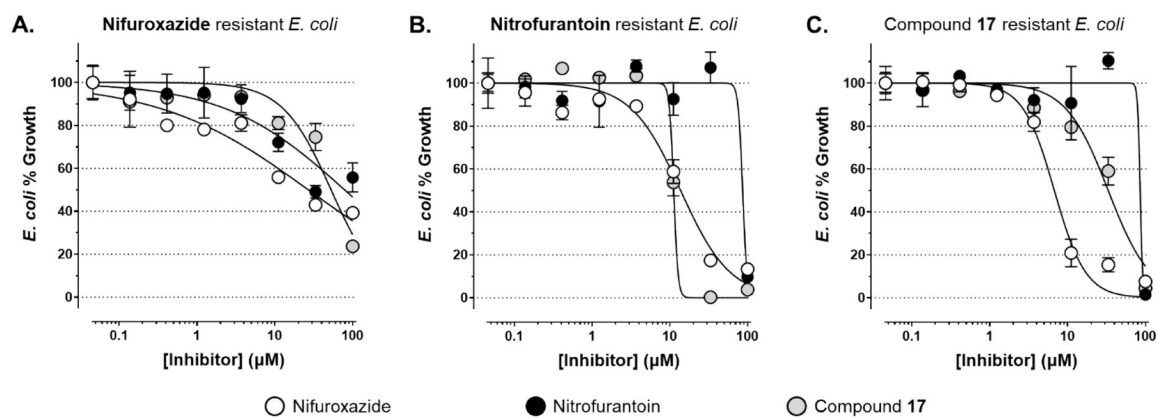 A. Nifuroxazide resistant E. coli
B. Nitrofurantoin resistant E. coli
C. Compound 17 resistant E. coli
E. coli % Growth
100
80
60
40
20
0
0.1 1 10 100
[Inhibitor] (µM)
E. coli % Growth
100
80
60
40
20
0
0.1 1 10 100
[Inhibitor] (µM)
E. coli % Growth
100
80
60
40
20
0
0.1 1 10 100
[Inhibitor] (µM)
Nifuroxazide Nitrofurantoin Compound 17